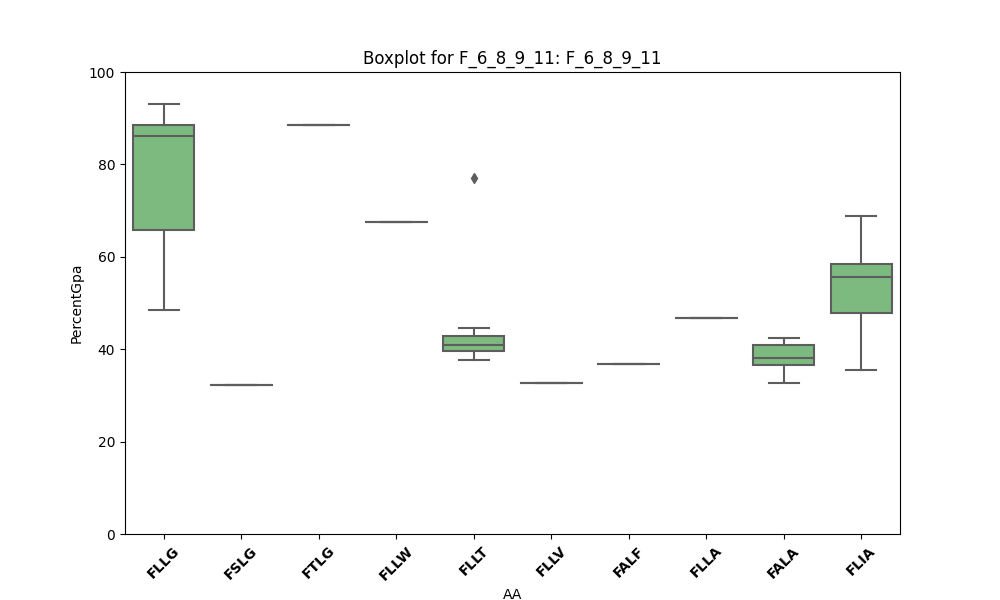 Boxplot for F_6_8_9_11: F_6_8_9_11
100
80
60
40
20
0
PercentGpa
FLLG FSLG FTLG FLLW FLLT FLLV FALF FLLA FALA FLIA
AA